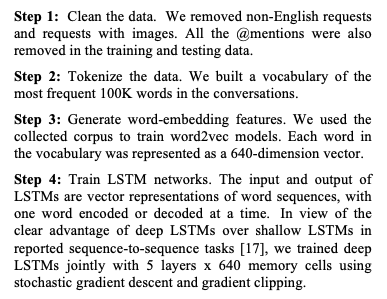 Step 1: Clean the data. We removed non-English requests
and requests with images. All the @mentions were also
removed in the training and testing data.
Step 2: Tokenize the data. We built a vocabulary of the
most frequent 100K words in the conversations.
Step 3: Generate word-embedding features. We used the
collected corpus to train word2vec models. Each word in
the vocabulary was represented as a 640-dimension vector.
Step 4: Train LSTM networks. The input and output of
LSTMs are vector representations of word sequences, with
one word encoded or decoded at a time. In view of the
clear advantage of deep LSTMs over shallow LSTMs in
reported sequence-to-sequence tasks [17], we trained deep
LSTMs jointly with 5 layers x 640 memory cells using
stochastic gradient descent and gradient clipping.